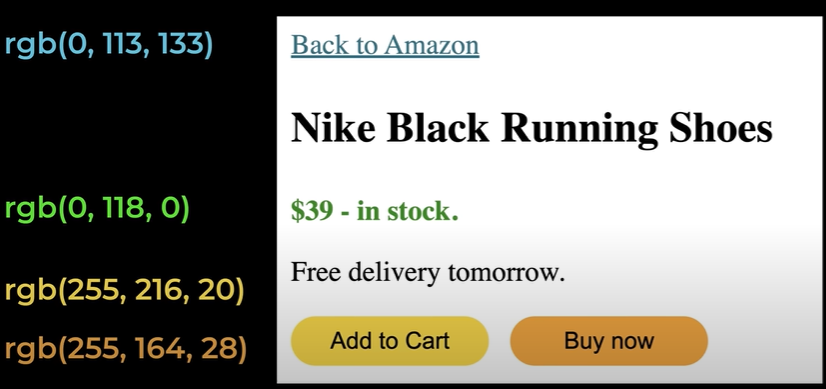 rgb(0, 113, 133)
Back to Amazon
Nike Black Running Shoes
rgb(0, 118, 0)
$39 - in stock.
Free delivery tomorrow.
rgb(255, 216, 20)
Add to Cart
Buy now
rgb(255, 164, 28)